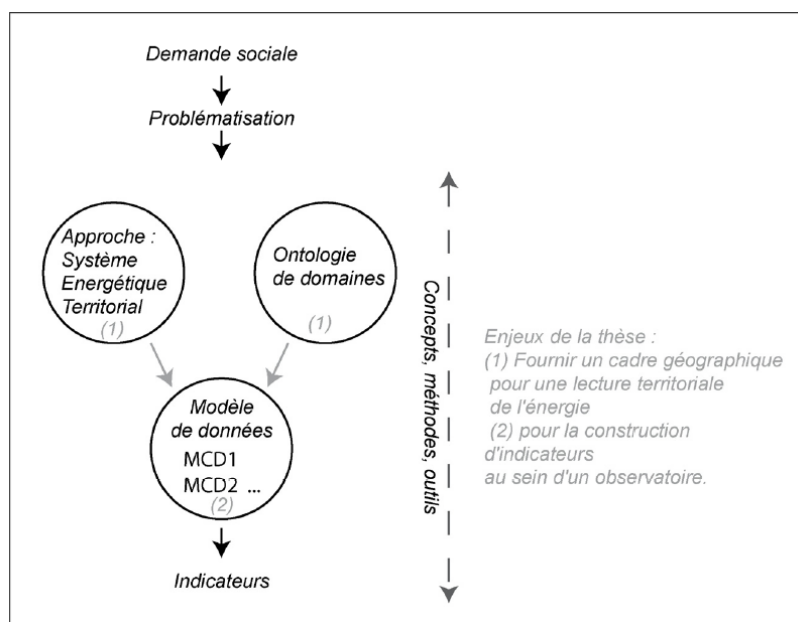 Demande sociale
Problématisation
Approche :
Système
Energétique
Territorial
(1)
Ontologie
de domaines
(1)
Modèle
de données
MCD1
MCD2 ...
(2)
Indicateurs
Concepts, méthodes, outils
Enjeux de la thèse :
(1) Fournir un cadre géographique
pour une lecture territoriale
de l'énergie
(2) pour la construction
d'indicateurs
au sein d'un observatoire.